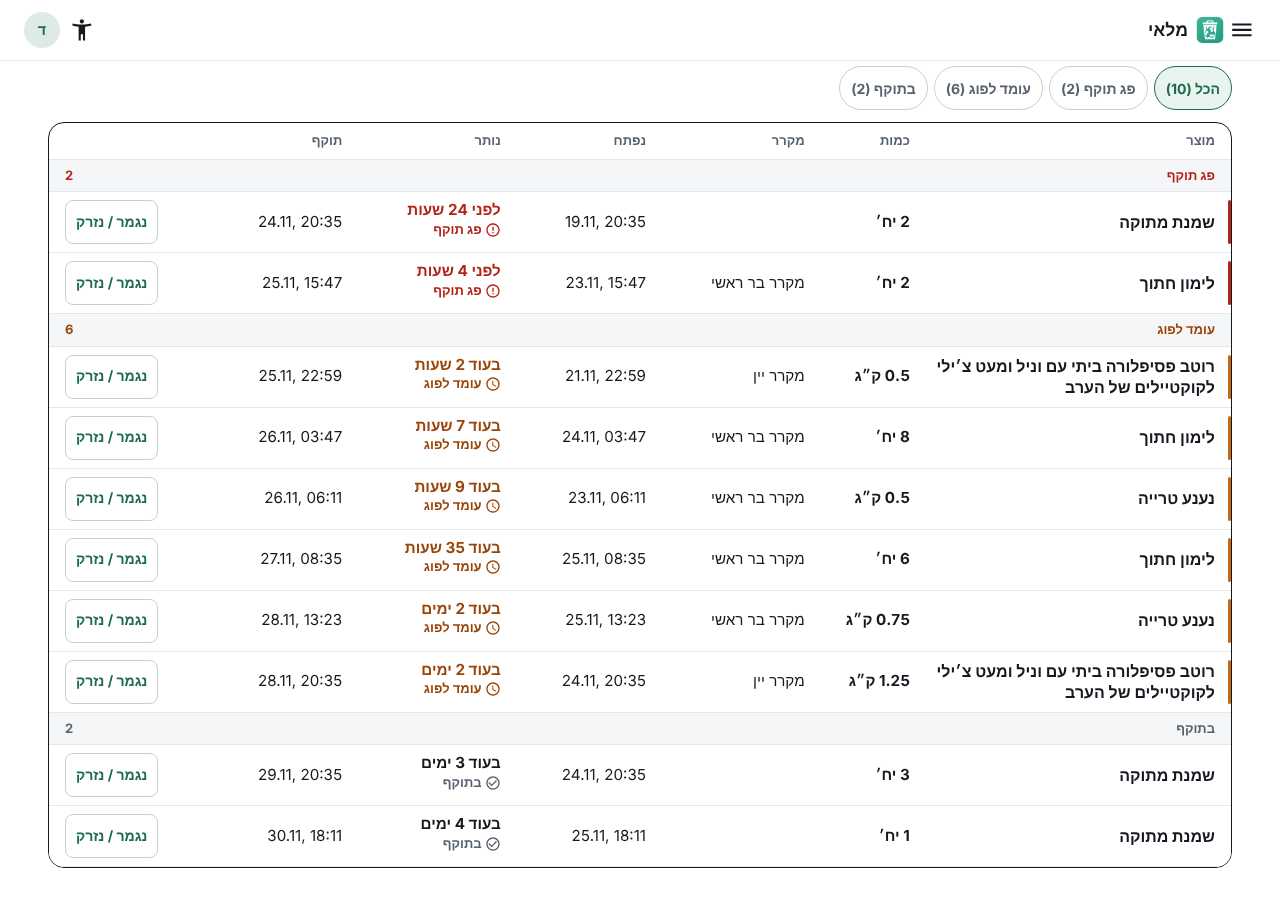 מלאי
ד
הכל (10)
פג תוקף (2)
עומד לפוג (6)
בתוקף (2)
מוצר כמות מקרר נפתח נותר תוקף
פג תוקף 2
שמנת מתוקה 2 יח׳ 19.11, 20:35 לפני 24 שעות 24.11, 20:35 נגמר / נזרק
פג תוקף
לימון חתוך 2 יח׳ מקרר בר ראשי 23.11, 15:47 לפני 4 שעות 25.11, 15:47 נגמר / נזרק
פג תוקף
עומד לפוג 6
רוטב פסיפלורה ביתי עם וניל ומעט צ׳ילי 0.5 ק״ג מקרר יין 21.11, 22:59 בעוד 2 שעות 25.11, 22:59 נגמר / נזרק
לקוקטיילים של הערב עומד לפוג
לימון חתוך 8 יח׳ מקרר בר ראשי 24.11, 03:47 בעוד 7 שעות 26.11, 03:47 נגמר / נזרק
עומד לפוג
נענע טרייה 0.5 ק״ג מקרר בר ראשי 23.11, 06:11 בעוד 9 שעות 26.11, 06:11 נגמר / נזרק
עומד לפוג
לימון חתוך 6 יח׳ מקרר בר ראשי 25.11, 08:35 בעוד 35 שעות 27.11, 08:35 נגמר / נזרק
עומד לפוג
נענע טרייה 0.75 ק״ג מקרר בר ראשי 25.11, 13:23 בעוד 2 ימים 28.11, 13:23 נגמר / נזרק
עומד לפוג
רוטב פסיפלורה ביתי עם וניל ומעט צ׳ילי 1.25 ק״ג מקרר יין 24.11, 20:35 בעוד 2 ימים 28.11, 20:35 נגמר / נזרק
לקוקטיילים של הערב עומד לפוג
בתוקף 2
שמנת מתוקה 3 יח׳ 24.11, 20:35 בעוד 3 ימים 29.11, 20:35 נגמר / נזרק
בתוקף
שמנת מתוקה 1 יח׳ 25.11, 18:11 בעוד 4 ימים 30.11, 18:11 נגמר / נזרק
בתוקף